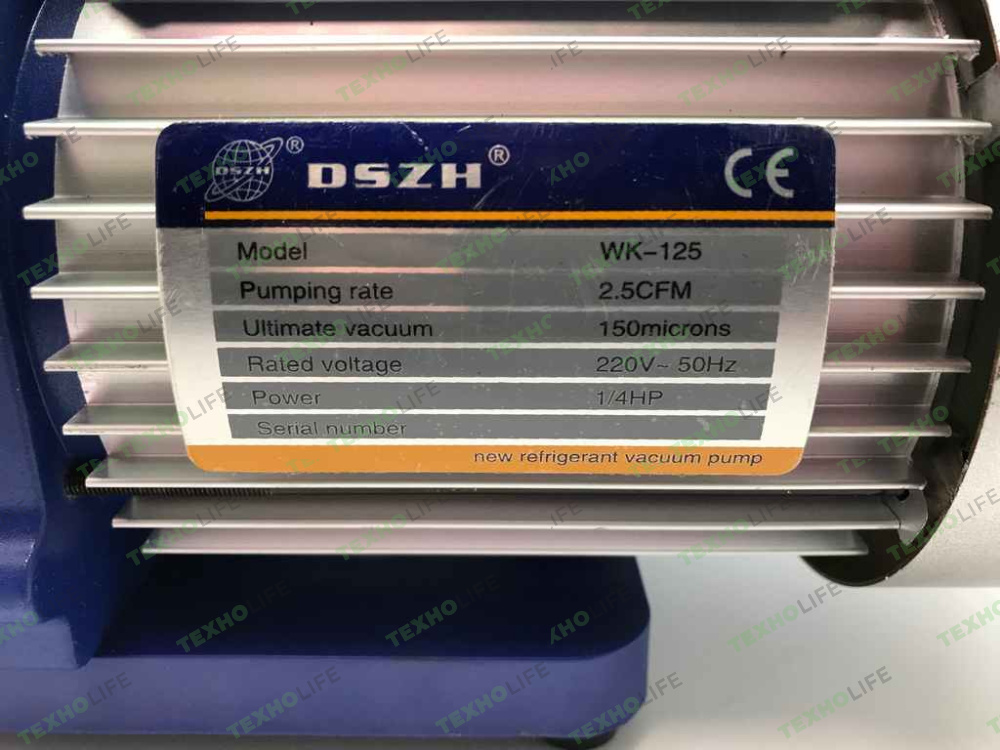 DSZH® DSZH® CE
Model WK-125
Pumping rate 2.5CFM
Ultimate vacuum 150microns
Rated voltage 220V~ 50Hz
Power 1/4HP
Serial number
new refrigerant vacuum pump
ТЕХНО LIFE